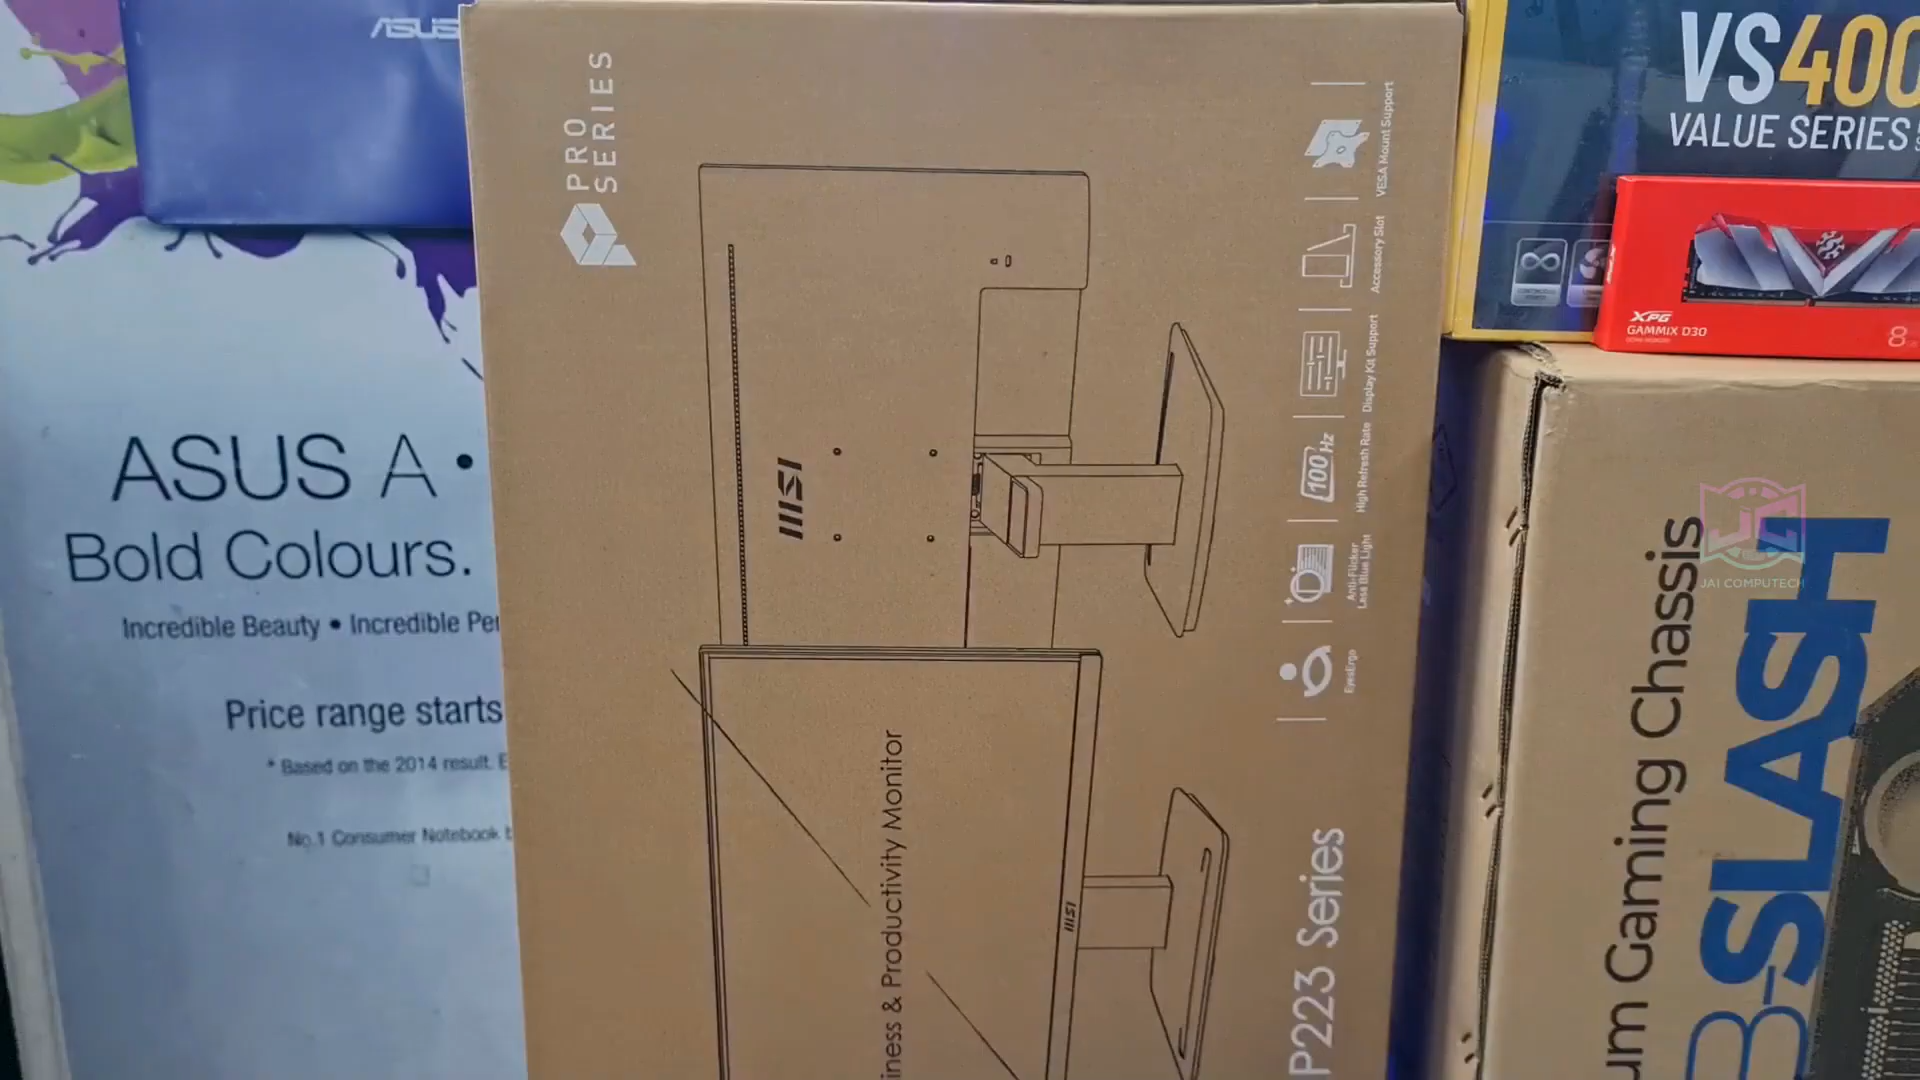 ASUS
ASUS A
Bold Colours.
Incredible Beauty • Incredible
Price range starts
* Based on the 2014 result.
No.1 Consumer Notebook
PRO
SERIES
msi
VESA Mount Support
Accessory Slot
Display Kit Support
100Hz
High Refresh Rate
Anti-Flicker
Less Blue Light
EyesErgo
iness & Productivity Monitor
msi
P223 Series
VS400
VALUE SERIES
XPG
GAMMIX D30
8
JC
JAI COMPUTECH
um Gaming Chassis
B-SLASH